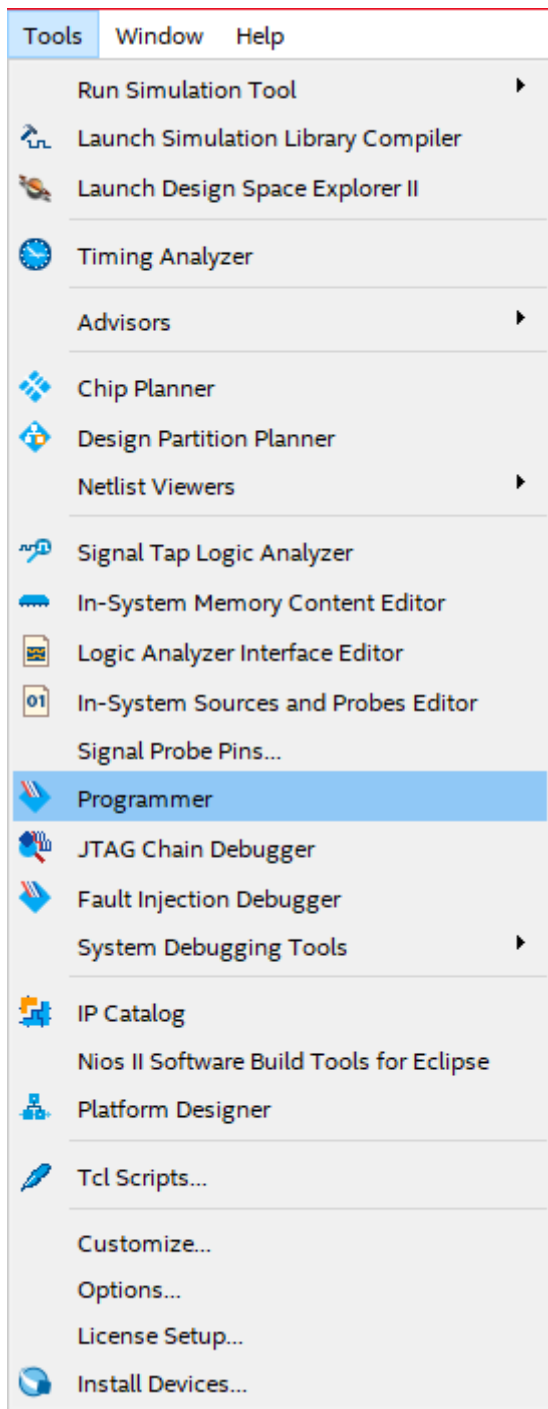 Tools Window Help
Run Simulation Tool
Launch Simulation Library Compiler
Launch Design Space Explorer II
Timing Analyzer
Advisors
Chip Planner
Design Partition Planner
Netlist Viewers
Signal Tap Logic Analyzer
In-System Memory Content Editor
Logic Analyzer Interface Editor
01 In-System Sources and Probes Editor
Signal Probe Pins...
Programmer
JTAG Chain Debugger
Fault Injection Debugger
System Debugging Tools
IP Catalog
Nios II Software Build Tools for Eclipse
Platform Designer
Tcl Scripts...
Customize...
Options...
License Setup...
Install Devices...